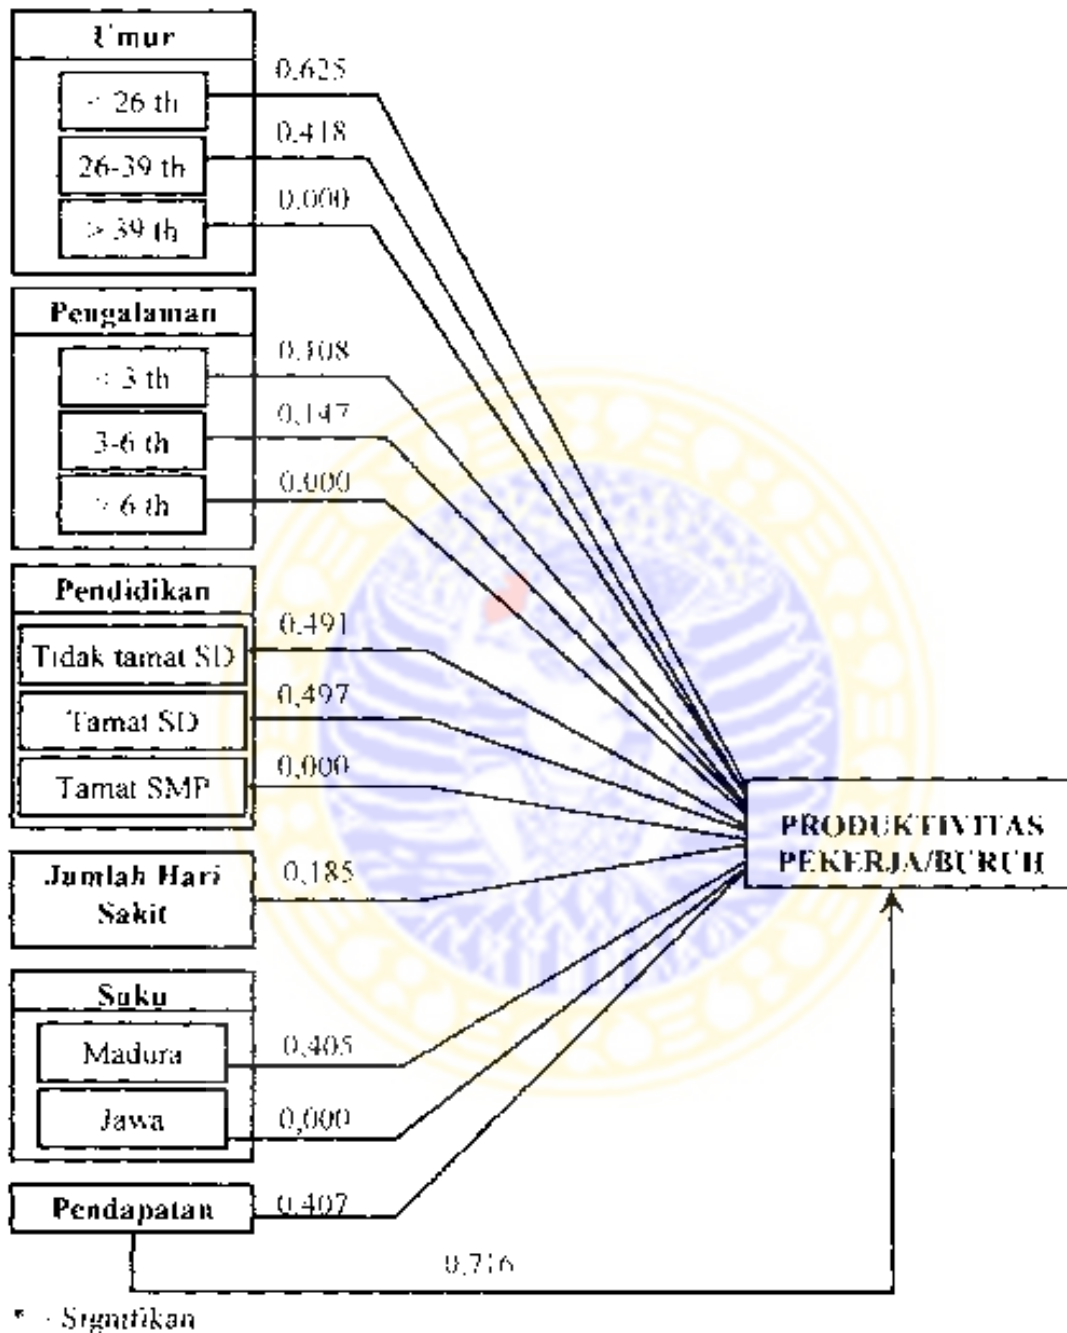 Umur
< 26 th
0,625
26-39 th
0,418
> 39 th
0,000
Pengalaman
< 3 th
0,108
3-6 th
0,147
> 6 th
0,000
Pendidikan
Tidak tamat SD
0,491
Tamat SD
0,497
Tamat SMP
0,000
Jumlah Hari
Sakit
0,185
Suku
Madura
0,405
Jawa
0,000
Pendapatan
0,407
0,716
PRODUKTIVITAS
PEKERJA/BURUH
* - Signifikan